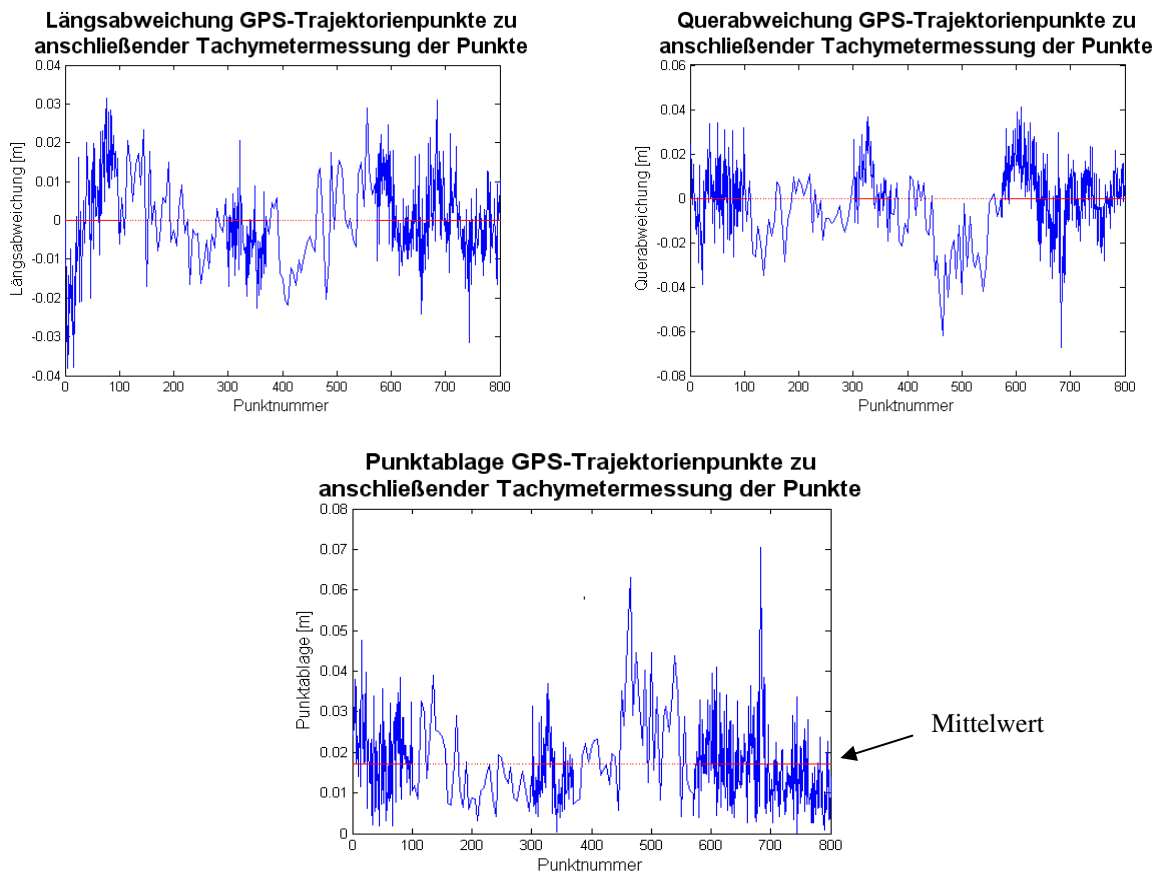 Längsabweichung GPS-Trajektorienpunkte zu
anschließender Tachymetermessung der Punkte
0.04
0.03
0.02
0.01
0
-0.01
-0.02
-0.03
-0.04
Längsabweichung [m]
0 100 200 300 400 500 600 700 800
Punktnummer
Querabweichung GPS-Trajektorienpunkte zu
anschließender Tachymetermessung der Punkte
0.06
0.04
0.02
0
-0.02
-0.04
-0.06
-0.08
Querabweichung [m]
0 100 200 300 400 500 600 700 800
Punktnummer
Punktablage GPS-Trajektorienpunkte zu
anschließender Tachymetermessung der Punkte
0.08
0.07
0.06
0.05
0.04
0.03
0.02
0.01
0
Punktablage [m]
0 100 200 300 400 500 600 700 800
Punktnummer
Mittelwert